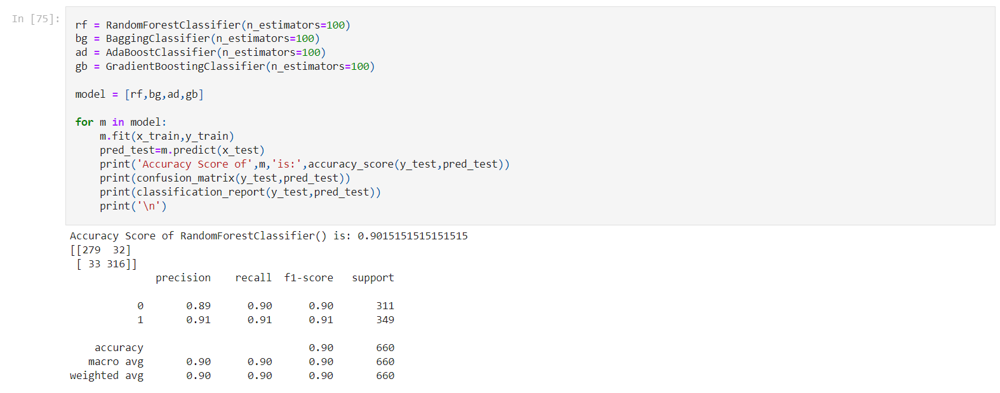 In [75]:
rf = RandomForestClassifier(n_estimators=100)
bg = BaggingClassifier(n_estimators=100)
ad = AdaBoostClassifier(n_estimators=100)
gb = GradientBoostingClassifier(n_estimators=100)

model = [rf,bg,ad,gb]

for m in model:
    m.fit(x_train,y_train)
    pred_test=m.predict(x_test)
    print('Accuracy Score of',m,'is:',accuracy_score(y_test,pred_test))
    print(confusion_matrix(y_test,pred_test))
    print(classification_report(y_test,pred_test))
    print('\n')

Accuracy Score of RandomForestClassifier() is: 0.9015151515151515
[[279  32]
 [ 33 316]]
              precision    recall  f1-score   support

           0       0.89      0.90      0.90       311
           1       0.91      0.91      0.91       349

    accuracy                           0.90       660
   macro avg       0.90      0.90      0.90       660
weighted avg       0.90      0.90      0.90       660